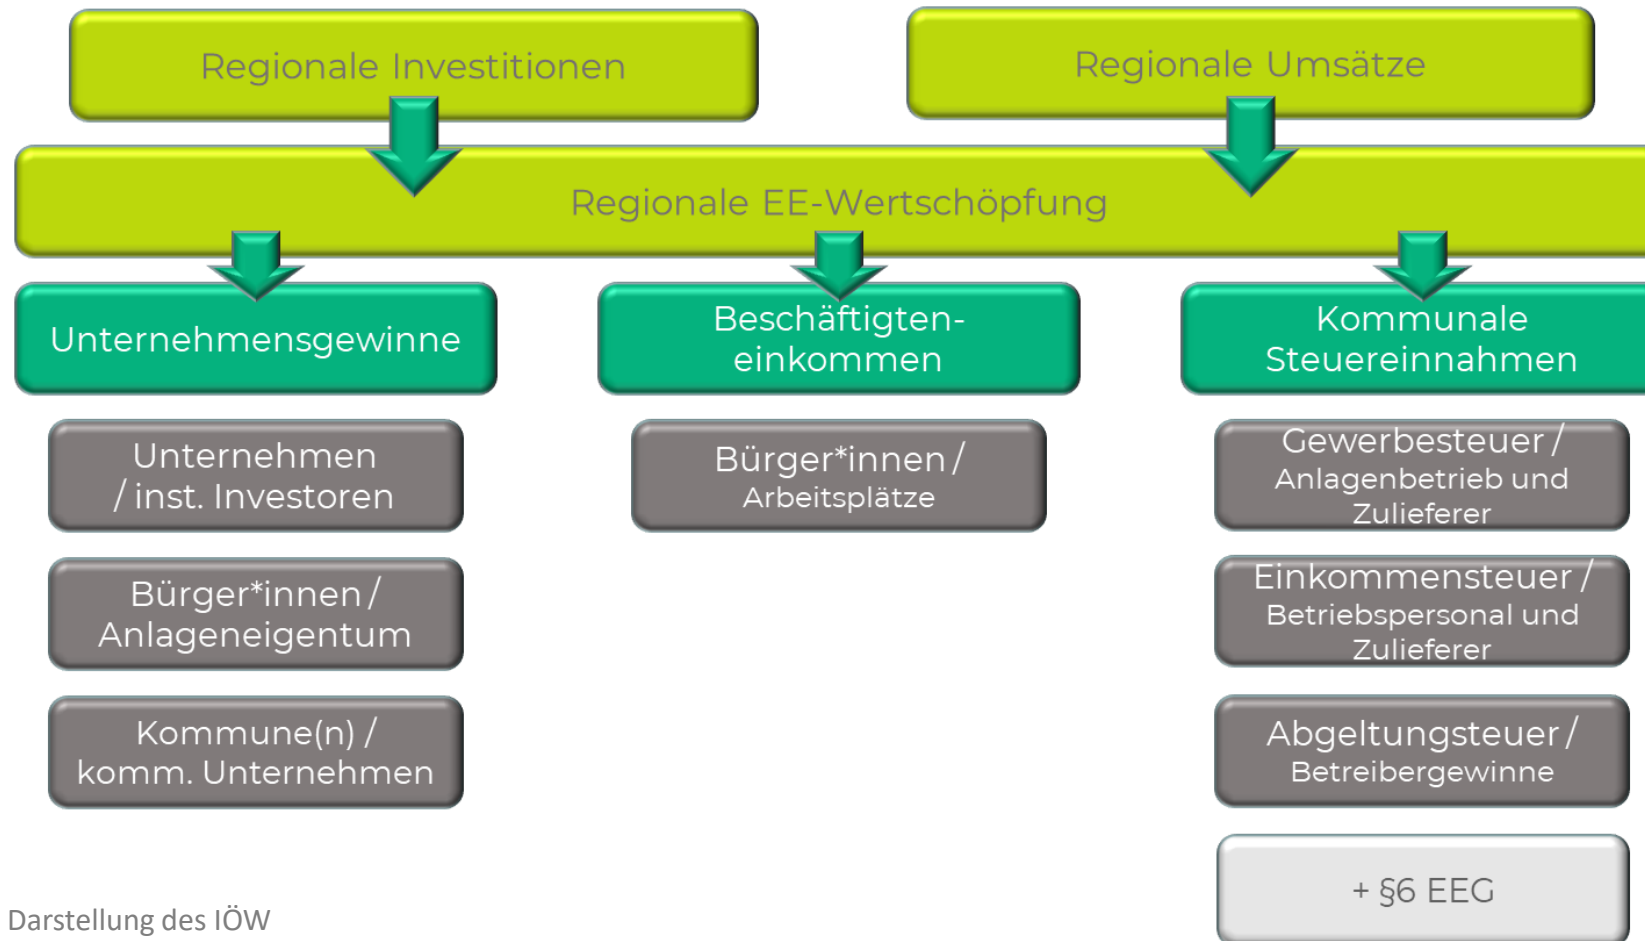 Regionale Investitionen
Regionale Umsätze
Regionale EE-Wertschöpfung
Unternehmensgewinne
Beschäftigten-
einkommen
Kommunale
Steuereinnahmen
Unternehmen
/ inst. Investoren
Bürger*innen /
Anlageneigentum
Kommune(n) /
komm. Unternehmen
Bürger*innen /
Arbeitsplätze
Gewerbesteuer /
Anlagenbetrieb und
Zulieferer
Einkommensteuer /
Betriebspersonal und
Zulieferer
Abgeltungsteuer /
Betreibergewinne
+ §6 EEG
Darstellung des IÖW